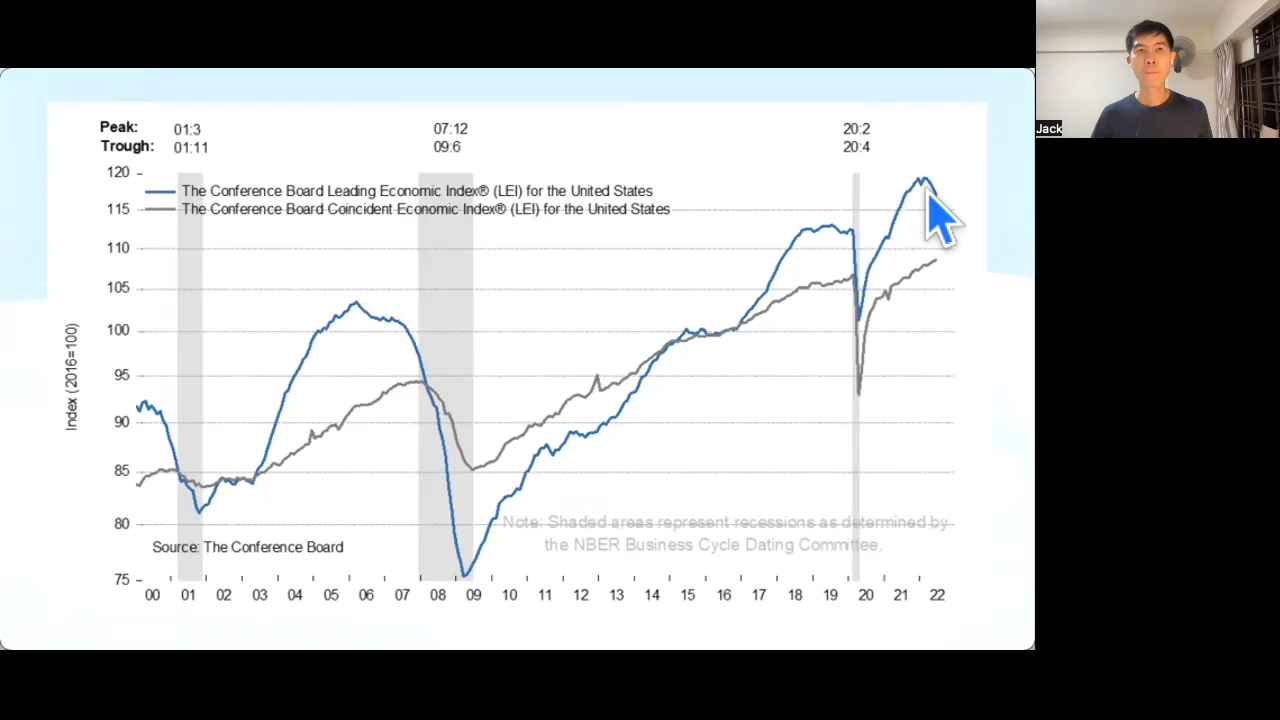 Peak: 01:3 07:12 20:2
Trough: 01:11 09:6 20:4
120
The Conference Board Leading Economic Index® (LEI) for the United States
The Conference Board Coincident Economic Index® (LEI) for the United States
115
110
105
100
95
90
85
80
75
Index (2016=100)
Note: Shaded areas represent recessions as determined by
the NBER Business Cycle Dating Committee.
Source: The Conference Board
00 01 02 03 04 05 06 07 08 09 10 11 12 13 14 15 16 17 18 19 20 21 22
Jack